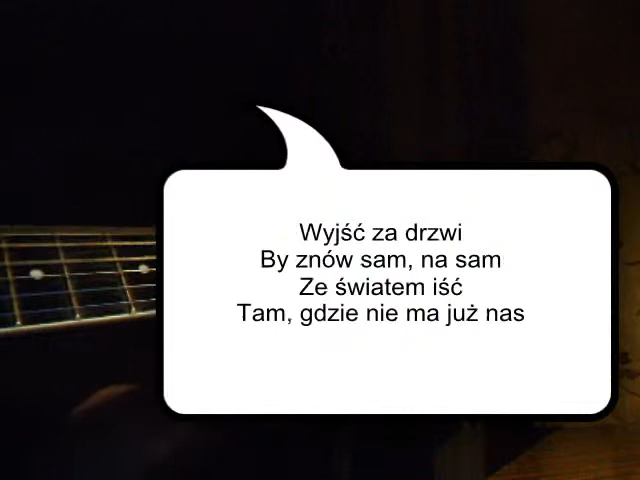 Wyjść za drzwi
By znów sam, na sam
Ze światem iść
Tam, gdzie nie ma już nas